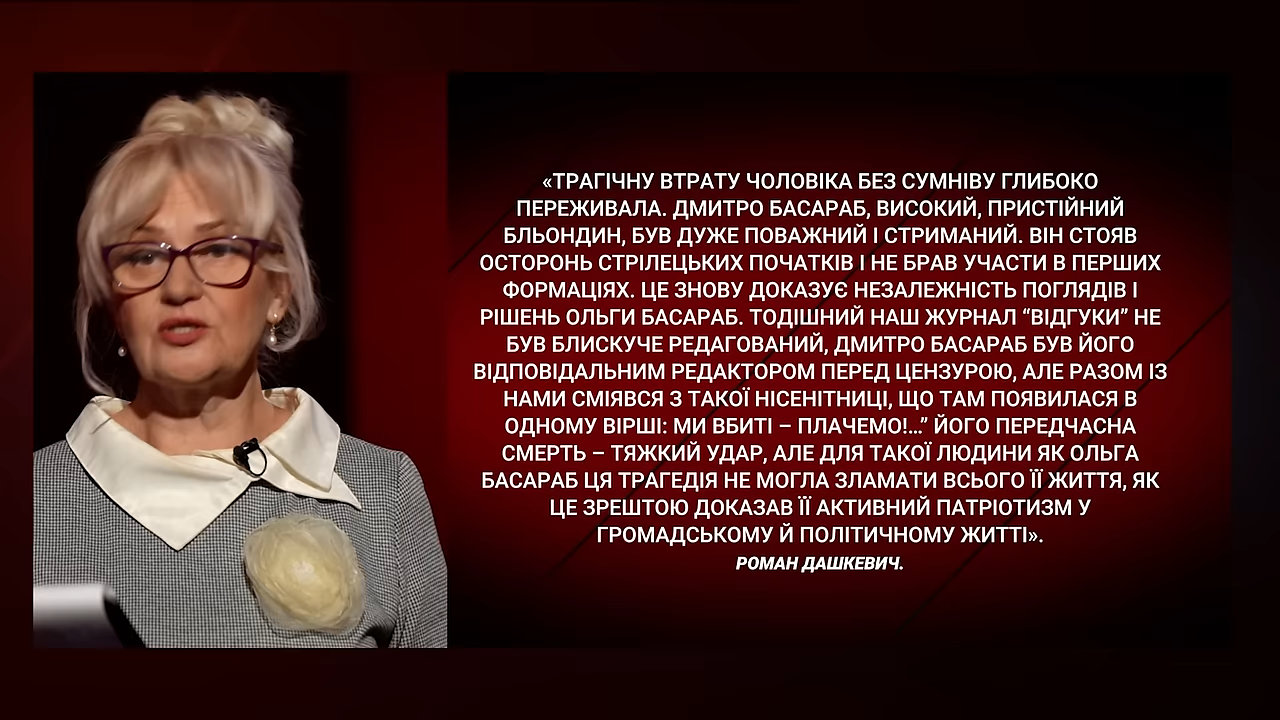 «ТРАГІЧНУ ВТРАТУ ЧОЛОВІКА БЕЗ СУМНІВУ ГЛИБОКО
ПЕРЕЖИВАЛА. ДМИТРО БАСАРАБ, ВИСОКИЙ, ПРИСТІЙНИЙ
БЛЬОНДИН, БУВ ДУЖЕ ПОВАЖНИЙ І СТРИМАНИЙ. ВІН СТОЯВ
ОСТОРОНЬ СТРІЛЕЦЬКИХ ПОЧАТКІВ І НЕ БРАВ УЧАСТИ В ПЕРШИХ
ФОРМАЦІЯХ. ЦЕ ЗНОВУ ДОКАЗУЄ НЕЗАЛЕЖНІСТЬ ПОГЛЯДІВ І
РІШЕНЬ ОЛЬГИ БАСАРАБ. ТОДІШНИЙ НАШ ЖУРНАЛ “ВІДГУКИ” НЕ
БУВ БЛИСКУЧЕ РЕДАГОВАНИЙ, ДМИТРО БАСАРАБ БУВ ЙОГО
ВІДПОВІДАЛЬНИМ РЕДАКТОРОМ ПЕРЕД ЦЕНЗУРОЮ, АЛЕ РАЗОМ ІЗ
НАМИ СМІЯВСЯ З ТАКОЇ НІСЕНІТНИЦІ, ЩО ТАМ ПОЯВИЛАСЯ В
ОДНОМУ ВІРШІ: МИ ВБИТІ – ПЛАЧЕМО!...” ЙОГО ПЕРЕДЧАСНА
СМЕРТЬ – ТЯЖКИЙ УДАР, АЛЕ ДЛЯ ТАКОЇ ЛЮДИНИ ЯК ОЛЬГА
БАСАРАБ ЦЯ ТРАГЕДІЯ НЕ МОГЛА ЗЛАМАТИ ВСЬОГО ЇЇ ЖИТТЯ, ЯК
ЦЕ ЗРЕШТОЮ ДОКАЗАВ ЇЇ АКТИВНИЙ ПАТРІОТИЗМ У
ГРОМАДСЬКОМУ Й ПОЛІТИЧНОМУ ЖИТТІ».
РОМАН ДАШКЕВИЧ.